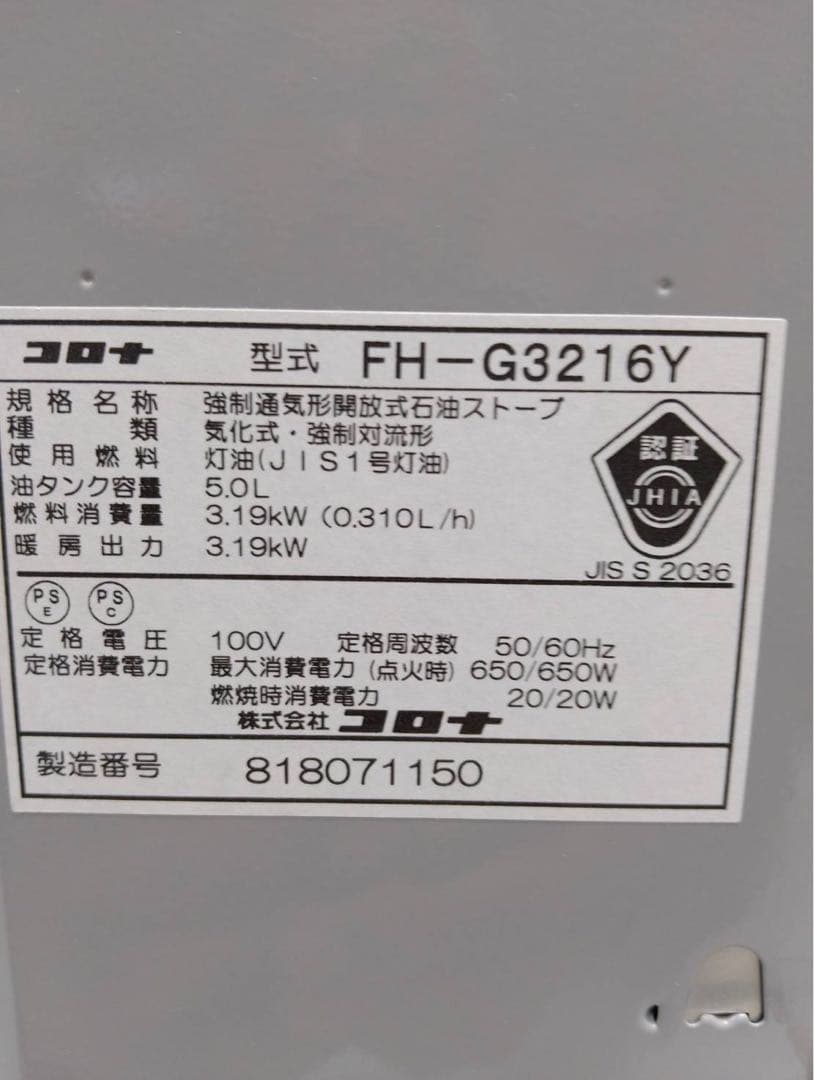 コロナ 型式 FH-G3216Y
規格名称 強制通気形開放式石油ストーブ
種類 気化式・強制対流形
使用燃料 灯油(JIS1号灯油)
油タンク容量 5.0L
燃料消費量 3.19kW (0.310L/h)
暖房出力 3.19kW
認証
JHIA
JIS S 2036
PS E PS C
定格電圧 100V 定格周波数 50/60Hz
定格消費電力 最大消費電力 (点火時) 650/650W
燃焼時消費電力 20/20W
株式会社 コロナ
製造番号 818071150